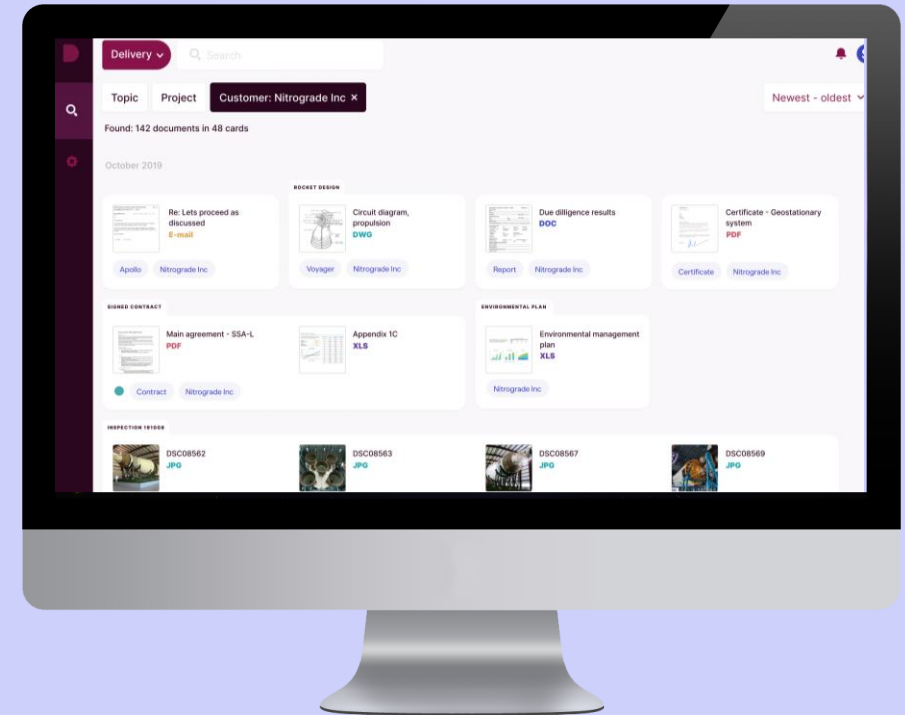 Delivery
Search
Topic
Project
Customer: Nitrograde Inc ×
Newest - oldest
Found: 142 documents in 48 cards
October 2019
ROCKET DESIGN
Re: Lets proceed as
discussed
E-mail
Apollo
Nitrograde Inc
Circuit diagram,
propulsion
DWG
Voyager
Nitrograde Inc
Due dilligence results
DOC
Report
Nitrograde Inc
Certificate - Geostationary
system
PDF
Certificate
Nitrograde Inc
SIGNED CONTRACT
Main agreement - SSA-L
PDF
Appendix 1C
XLS
Contract
Nitrograde Inc
ENVIRONMENTAL PLAN
Environmental management
plan
XLS
Nitrograde Inc
INSPECTION 191008
DSC08562
JPG
DSC08563
JPG
DSC08567
JPG
DSC08569
JPG